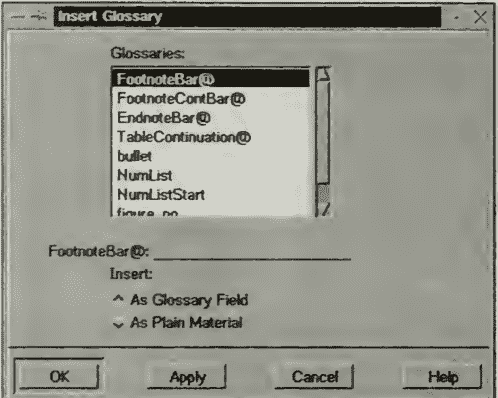 Insert Glossary
Glossaries:
FootnoteBar@
FootnoteContBar@
EndnoteBar@
TableContinuation@
bullet
NumList
NumListStart
figure_no
FootnoteBar@:
Insert:
As Glossary Field
As Plain Material
OK Apply Cancel Help